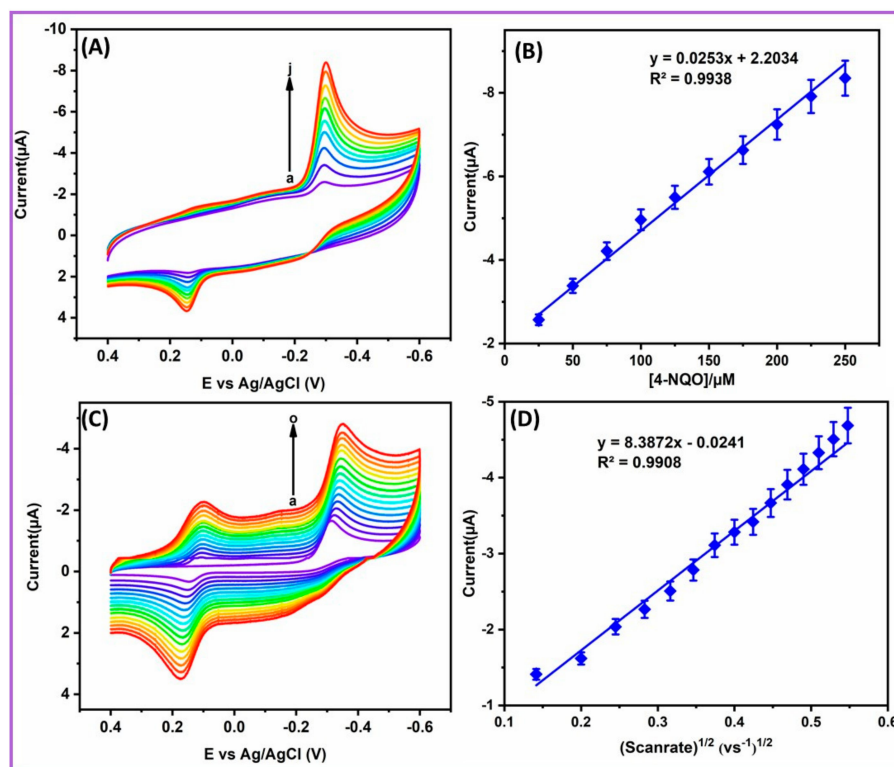 (A)
-10
-8
-6
-4
-2
0
2
4
Current(µA)
j
a
0.4
0.2
0.0
-0.2
-0.4
-0.6
E vs Ag/AgCl (V)
(B)
y = 0.0253x + 2.2034
R² = 0.9938
-8
-6
-4
-2
Current(µA)
0
50
100
150
200
250
[4-NQO]/µM
(C)
-4
-2
0
2
4
Current(µA)
o
a
0.4
0.2
0.0
-0.2
-0.4
-0.6
E vs Ag/AgCl (V)
(D)
y = 8.3872x - 0.0241
R² = 0.9908
-5
-4
-3
-2
-1
Current(µA)
0.1
0.2
0.3
0.4
0.5
0.6
(Scanrate)¹/² (vs⁻¹)¹/²